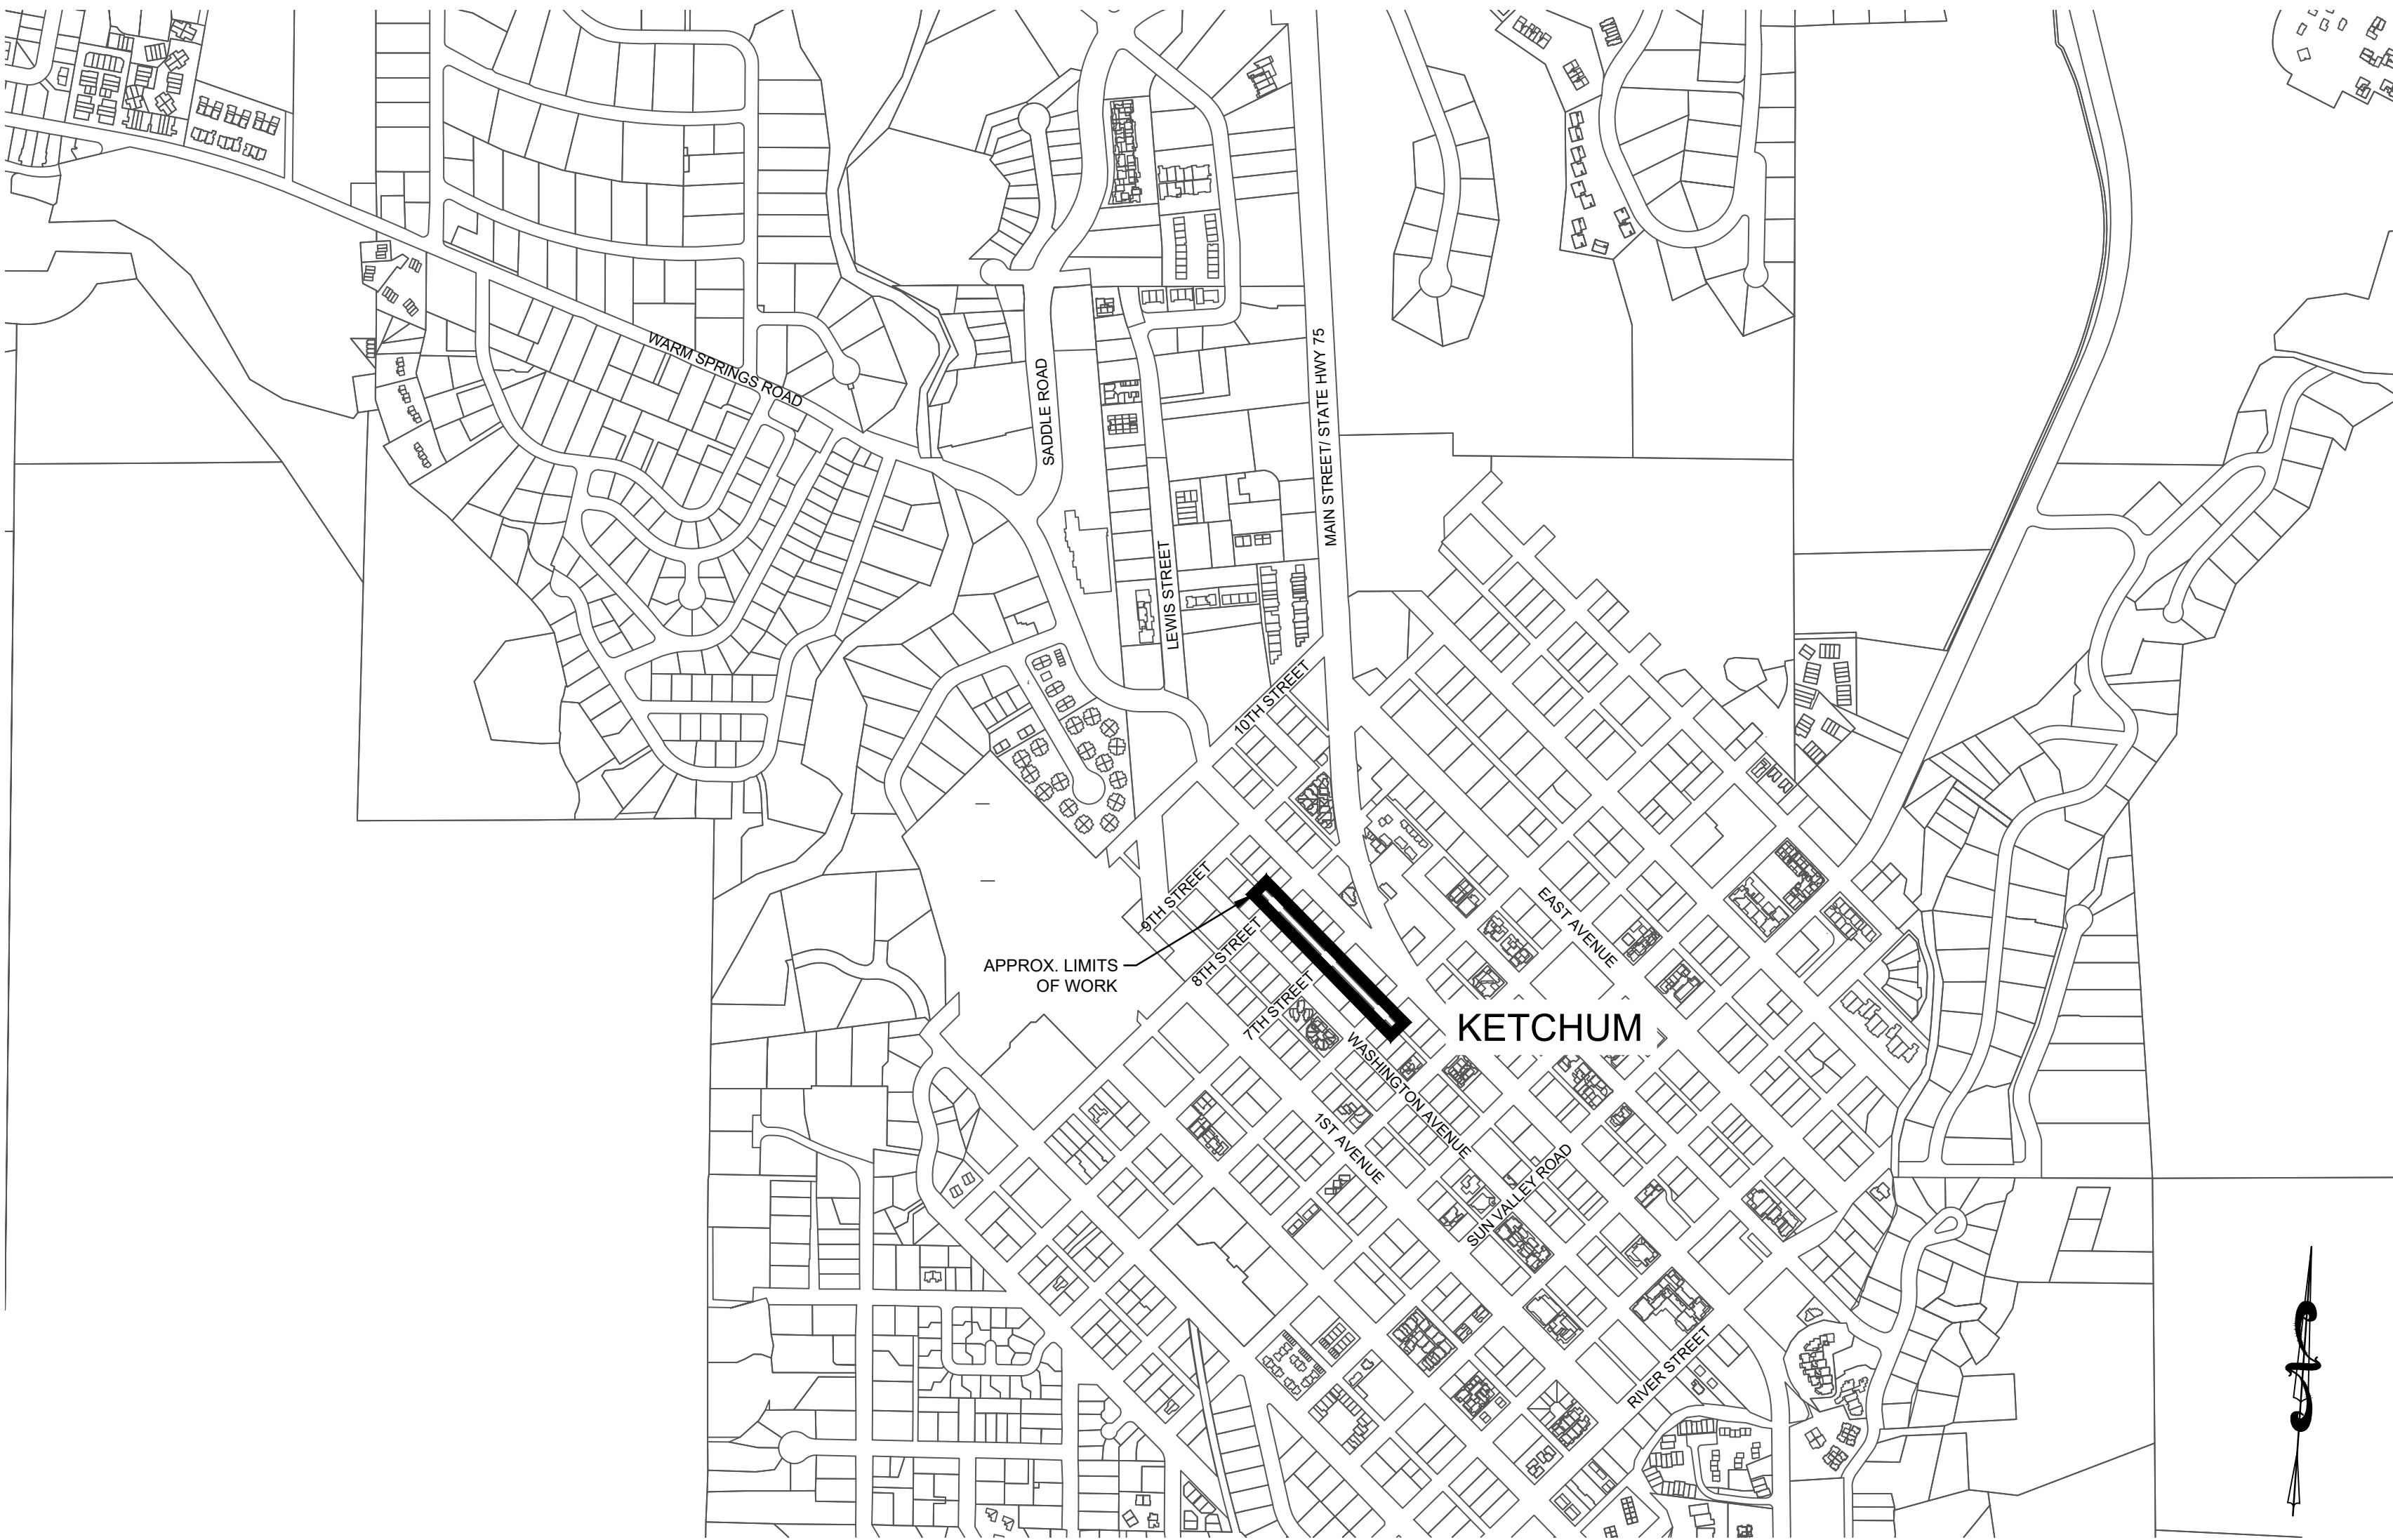 WARM SPRINGS ROAD
SADDLE ROAD
MAIN STREET/ STATE HWY 75
LEWIS STREET
10TH STREET
9TH STREET
8TH STREET
7TH STREET
APPROX. LIMITS
OF WORK
EAST AVENUE
KETCHUM
WASHINGTON AVENUE
1ST AVENUE
SUN VALLEY ROAD
RIVER STREET